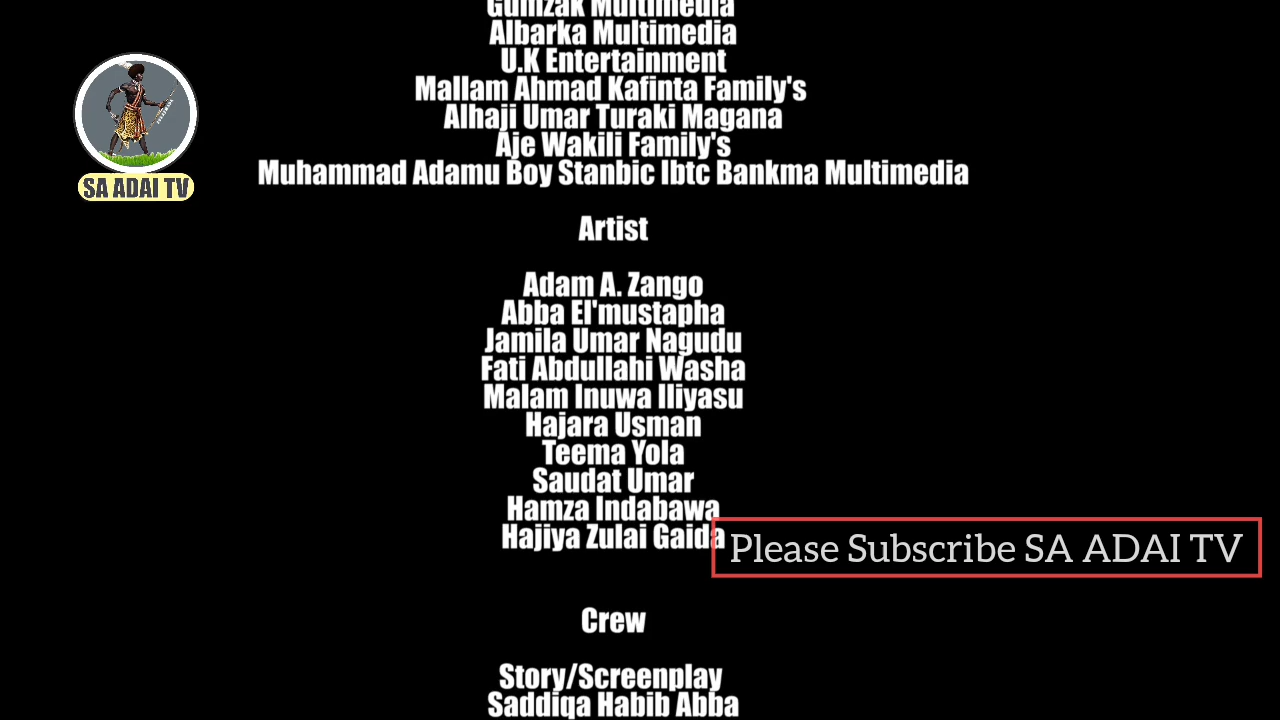 Gumzak Multimedia
Albarka Multimedia
U.K Entertainment
Mallam Ahmad Kafinta Family's
Alhaji Umar Turaki Magana
Aje Wakili Family's
Muhammad Adamu Boy Stanbic Ibtc Bankma Multimedia
SA ADAI TV
Artist
Adam A. Zango
Abba El'mustapha
Jamila Umar Nagudu
Fati Abdullahi Washa
Malam Inuwa Iliyasu
Hajara Usman
Teema Yola
Saudat Umar
Hamza Indabawa
Hajiya Zulai Gaida
Please Subscribe SA ADAI TV
Crew
Story/Screenplay
Saddiqa Habib Abba